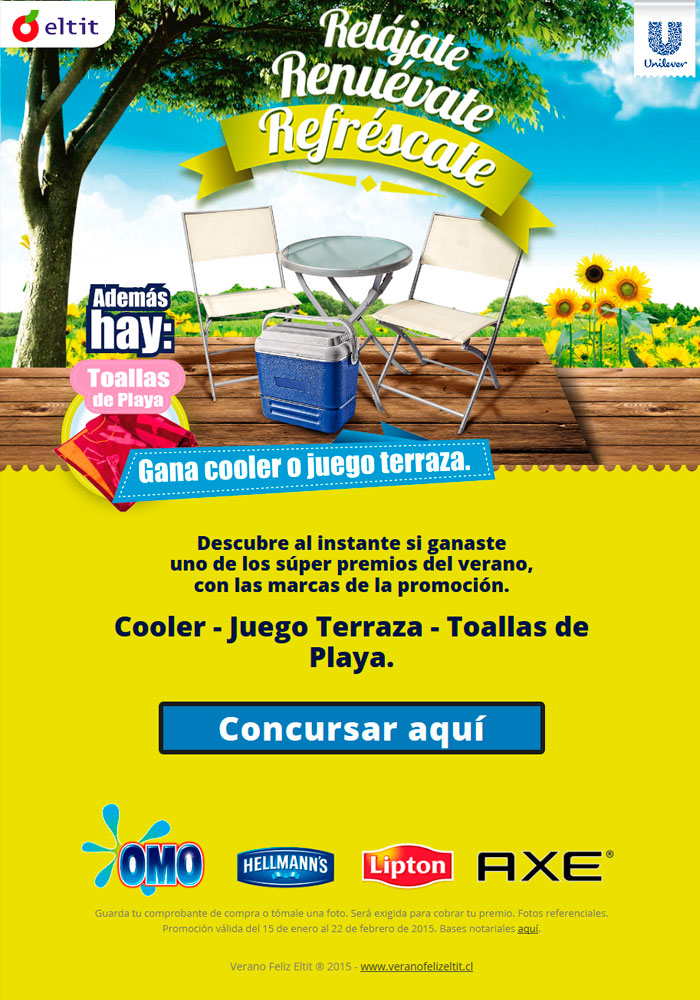 eltit
Unilever
Relájate
Renuévate
Refréscate
Además
hay:
Toallas
de Playa
Gana cooler o juego terraza.
Descubre al instante si ganaste
uno de los súper premios del verano,
con las marcas de la promoción.
Cooler - Juego Terraza - Toallas de
Playa.
Concursar aquí
OMO
HELLMANN'S
Lipton
AXE®
Guarda tu comprobante de compra o tómale una foto. Será exigida para cobrar tu premio. Fotos referenciales.
Promoción válida del 15 de enero al 22 de febrero de 2015. Bases notariales aquí.
Verano Feliz Eltit ® 2015 - www.veranofelizeltit.cl